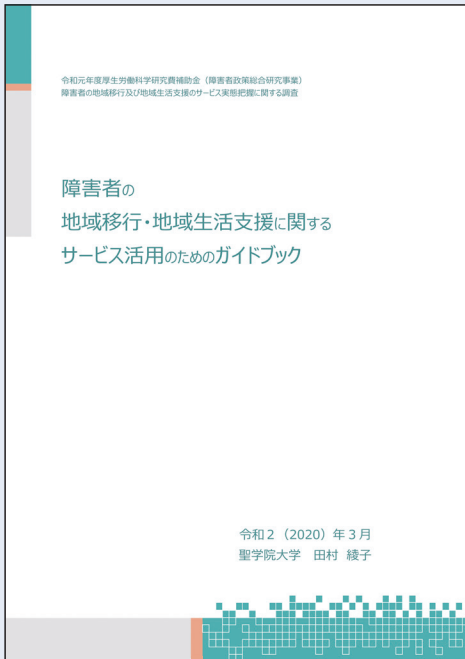 令和元年度厚生労働科学研究費補助金（障害者政策総合研究事業）
障害者の地域移行及び地域生活支援のサービス実態把握に関する調査
障害者の
地域移行・地域生活支援に関する
サービス活用のためのガイドブック
令和２（2020）年３月
聖学院大学　田村 綾子